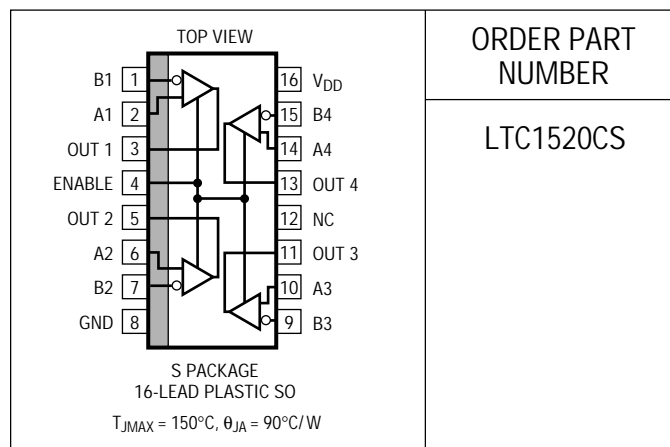 TOP VIEW
B1 1
A1 2
OUT 1 3
ENABLE 4
OUT 2 5
A2 6
B2 7
GND 8
16 VDD
15 B4
14 A4
13 OUT 4
12 NC
11 OUT 3
10 A3
9 B3
S PACKAGE
16-LEAD PLASTIC SO
TJMAX = 150°C, θJA = 90°C/W
ORDER PART
NUMBER
LTC1520CS